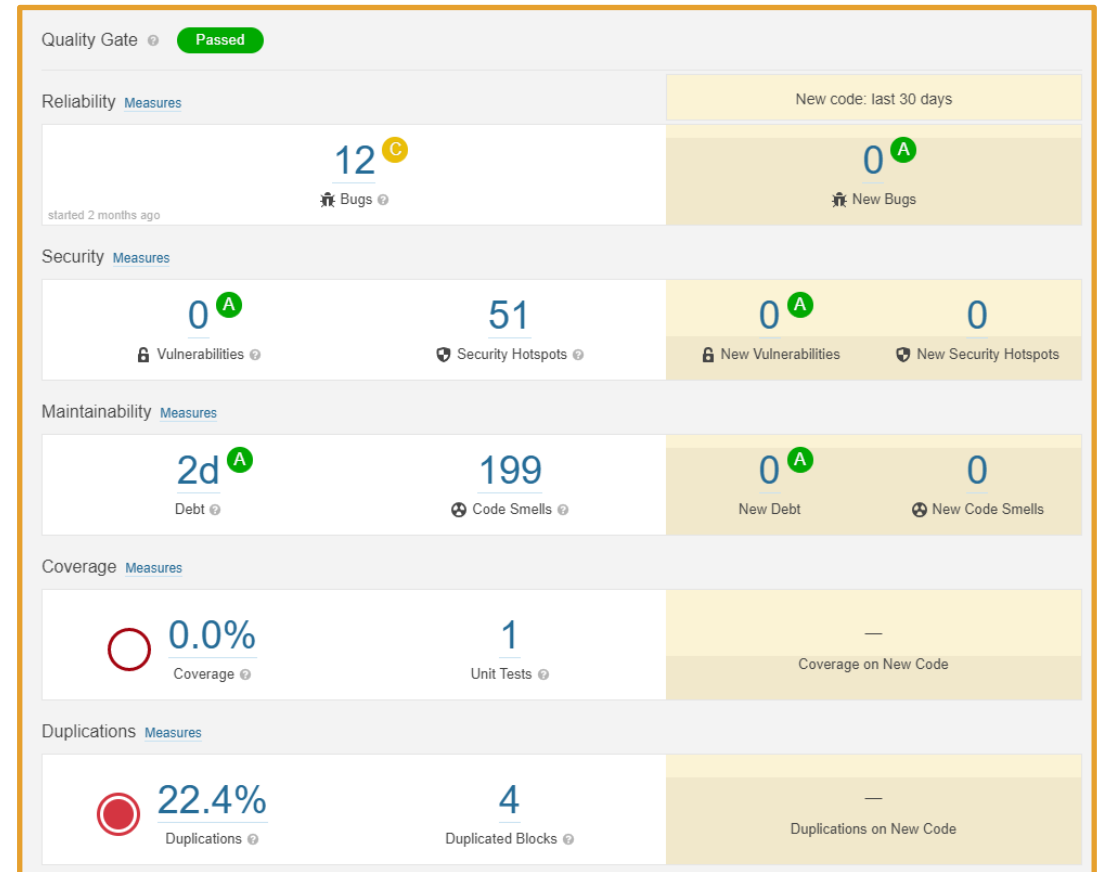 Quality Gate ? Passed
Reliability Measures
New code: last 30 days
12 C
Bugs ?
started 2 months ago
0 A
New Bugs
Security Measures
0 A
Vulnerabilities ?
51
Security Hotspots ?
0 A
New Vulnerabilities
0
New Security Hotspots
Maintainability Measures
2d A
Debt ?
199
Code Smells ?
0 A
New Debt
0
New Code Smells
Coverage Measures
0.0%
Coverage ?
1
Unit Tests ?
—
Coverage on New Code
Duplications Measures
22.4%
Duplications ?
4
Duplicated Blocks ?
—
Duplications on New Code